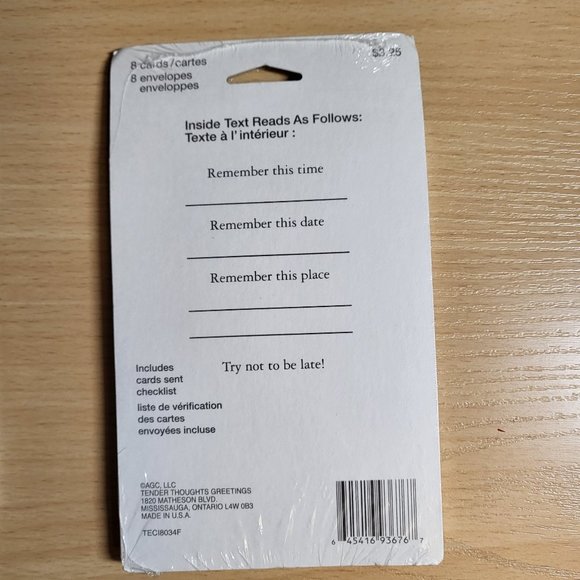 8 cards/cartes
$3.95
8 envelopes
enveloppes
Inside Text Reads As Follows:
Texte à l'intérieur :
Remember this time
Remember this date
Remember this place
Try not to be late!
Includes
cards sent
checklist
liste de vérification
des cartes
envoyées incluse
©AGC, LLC
TENDER THOUGHTS GREETINGS
1820 MATHESON BLVD.
MISSISSAUGA, ONTARIO L4W 0B3
MADE IN U.S.A.
TECI8034F
6 45416 93676 7